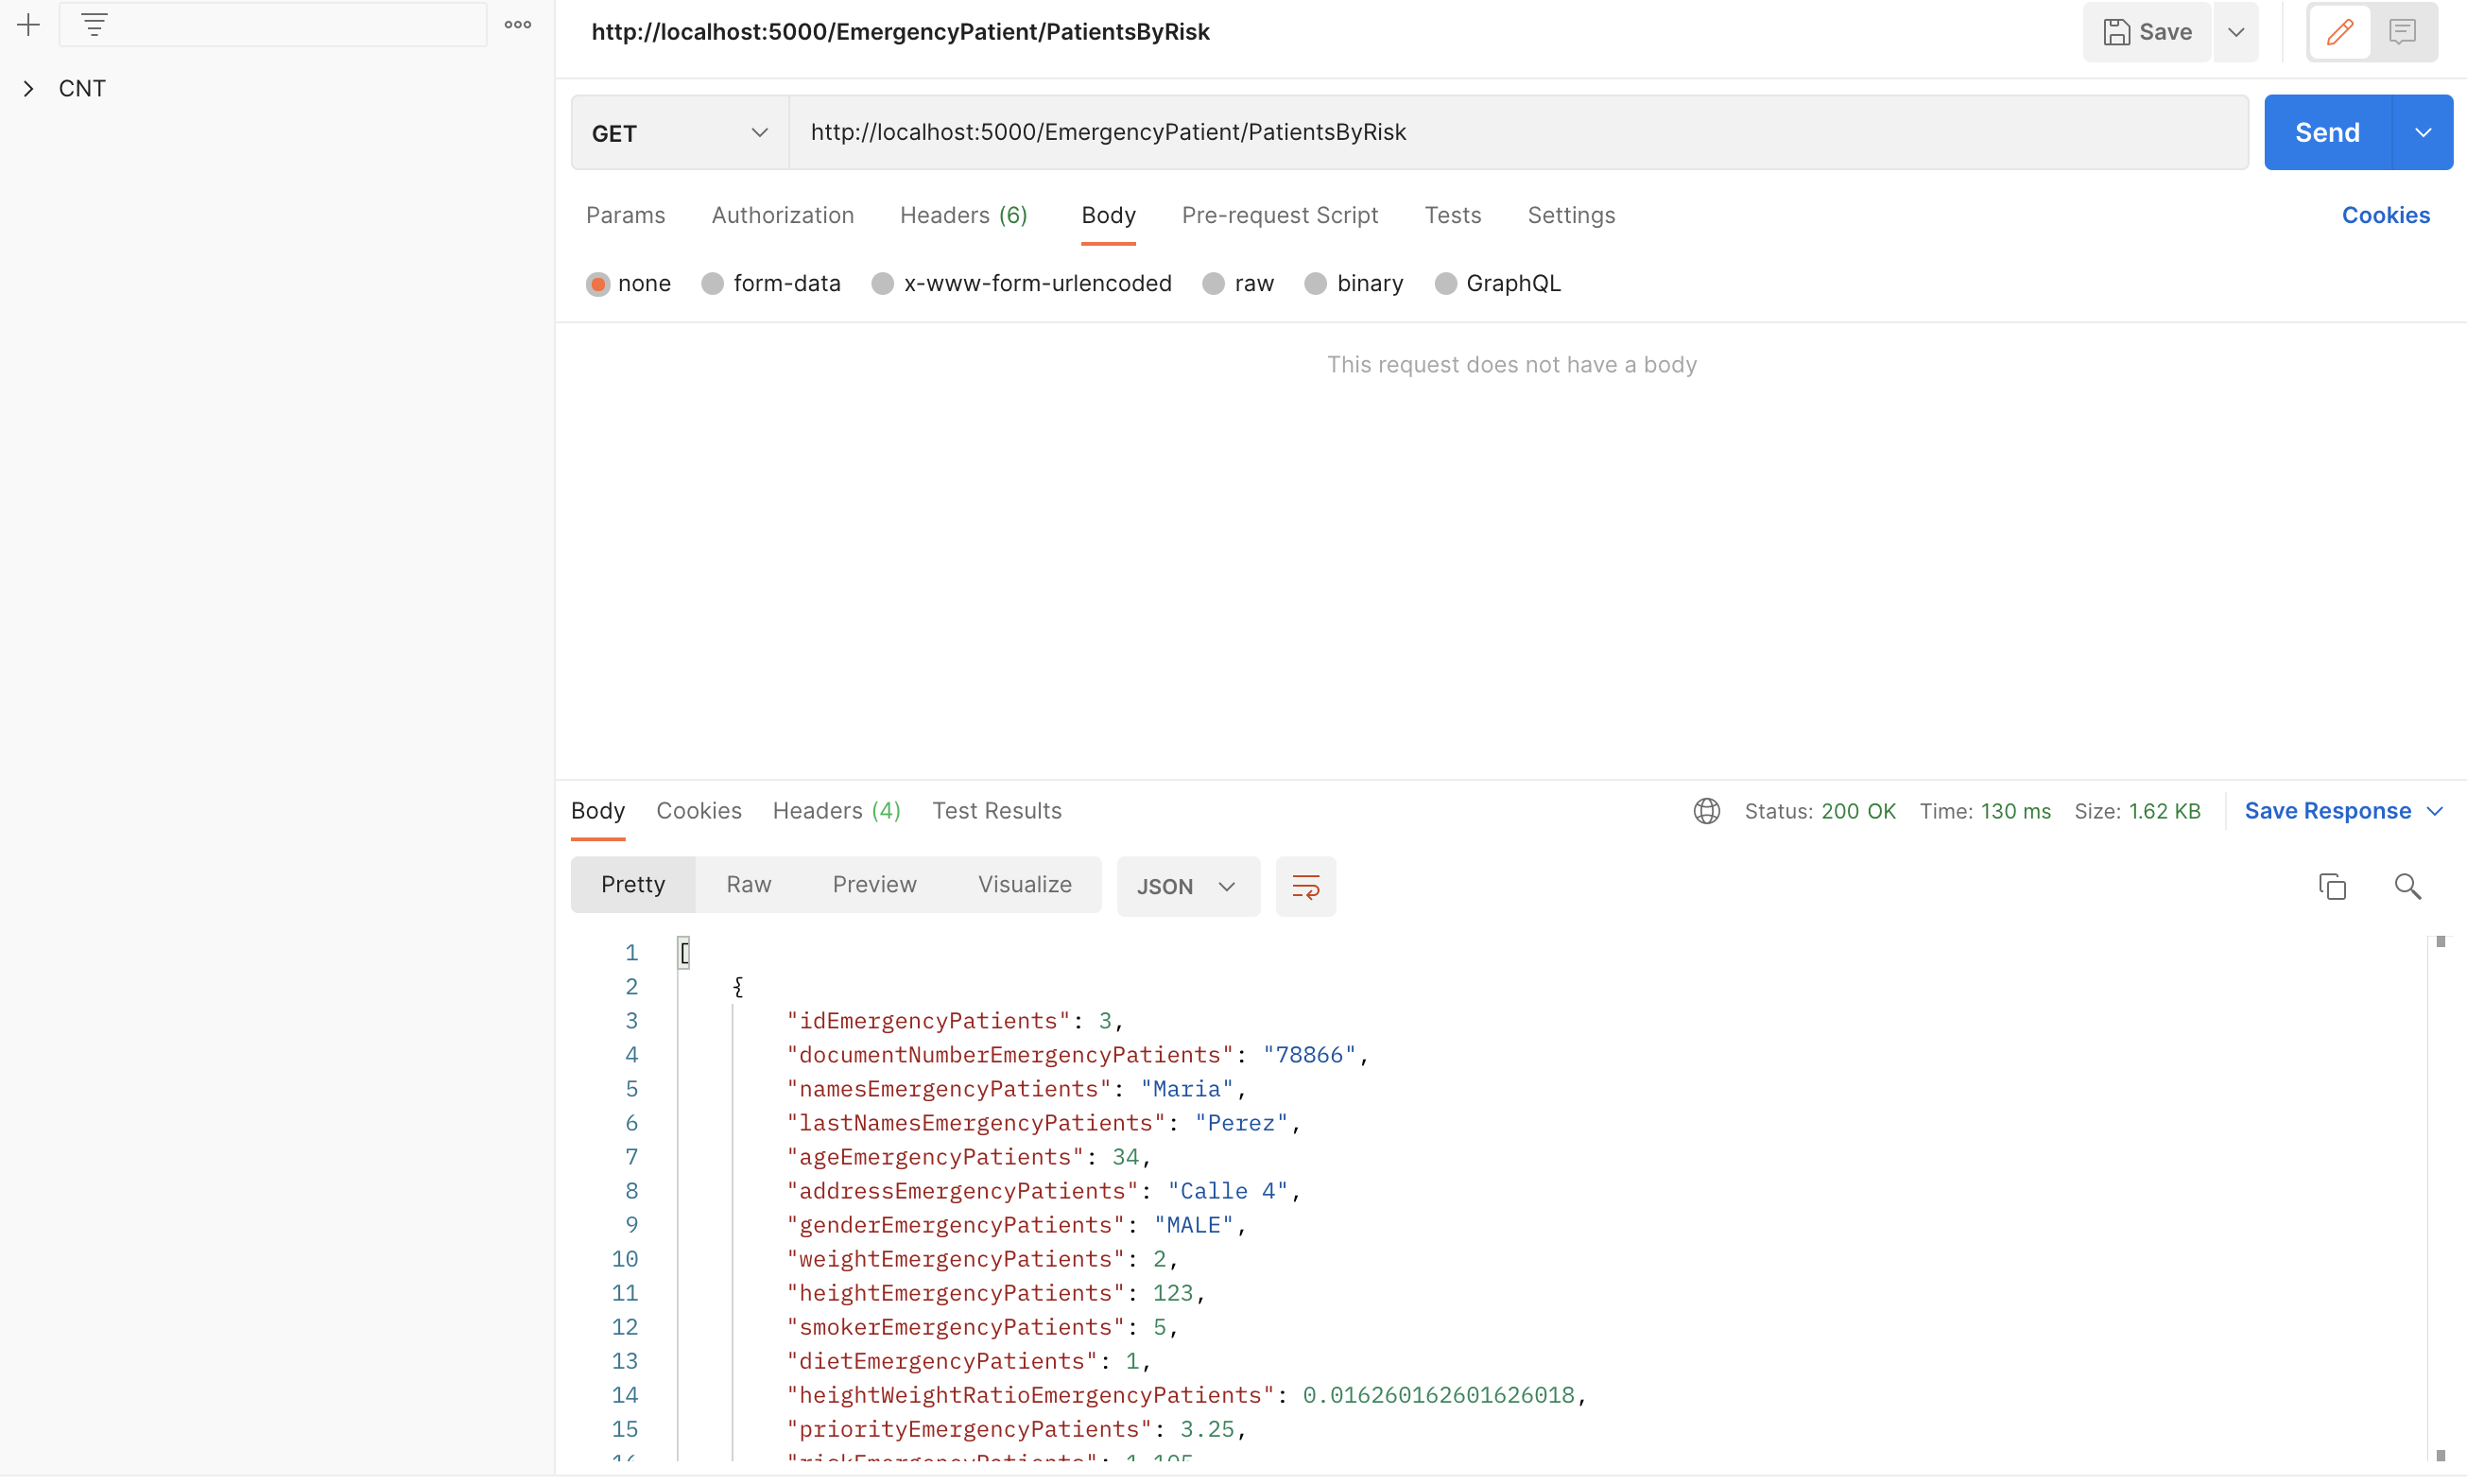 CNT
http://localhost:5000/EmergencyPatient/PatientsByRisk
Save
GET
http://localhost:5000/EmergencyPatient/PatientsByRisk
Send
Params Authorization Headers (6) Body Pre-request Script Tests Settings Cookies
none form-data x-www-form-urlencoded raw binary GraphQL
This request does not have a body
Body Cookies Headers (4) Test Results Status: 200 OK Time: 130 ms Size: 1.62 KB Save Response
Pretty Raw Preview Visualize JSON
1 [
2 {
3 "idEmergencyPatients": 3,
4 "documentNumberEmergencyPatients": "78866",
5 "namesEmergencyPatients": "Maria",
6 "lastNamesEmergencyPatients": "Perez",
7 "ageEmergencyPatients": 34,
8 "addressEmergencyPatients": "Calle 4",
9 "genderEmergencyPatients": "MALE",
10 "weightEmergencyPatients": 2,
11 "heightEmergencyPatients": 123,
12 "smokerEmergencyPatients": 5,
13 "dietEmergencyPatients": 1,
14 "heightWeightRatioEmergencyPatients": 0.016260162601626018,
15 "priorityEmergencyPatients": 3.25,
16 "riskEmergencyPatients":